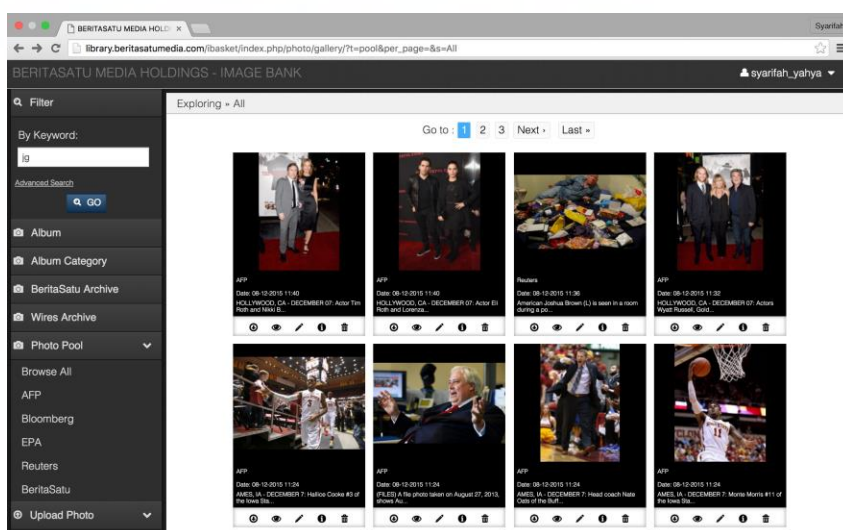 BERITASATU MEDIA HOLD
Syarifah
library.beritasatumedia.com/ibasket/index.php/photo/gallery/?t=pool&per_page=&s=All
BERITASATU MEDIA HOLDINGS - IMAGE BANK
syarifah_yahya
Filter
By Keyword:
jg
Advanced Search
GO
Album
Album Category
BeritaSatu Archive
Wires Archive
Photo Pool
Browse All
AFP
Bloomberg
EPA
Reuters
BeritaSatu
Upload Photo
Exploring » All
Go to : 1 2 3 Next › Last »
AFP
Date: 08-12-2015 11:40
HOLLYWOOD, CA - DECEMBER 07: Actor Tim
Roth and Nikki B...
AFP
Date: 08-12-2015 11:40
HOLLYWOOD, CA - DECEMBER 07: Actor Eli
Roth and Lorenza...
Reuters
Date: 08-12-2015 11:36
American Joshua Brown (L) is seen in a room
during a po...
AFP
Date: 08-12-2015 11:32
HOLLYWOOD, CA - DECEMBER 07: Actors
Wyatt Russell, Gold...
AFP
Date: 08-12-2015 11:24
AMES, IA - DECEMBER 7: Hallice Cooke #3 of
the Iowa Sta...
AFP
Date: 08-12-2015 11:24
(FILES) A file photo taken on August 27, 2013,
shows Au...
AFP
Date: 08-12-2015 11:24
AMES, IA - DECEMBER 7: Head coach Nate
Oats of the Buff...
AFP
Date: 08-12-2015 11:24
AMES, IA - DECEMBER 7: Monte Morris #11 of
the Iowa Sta...